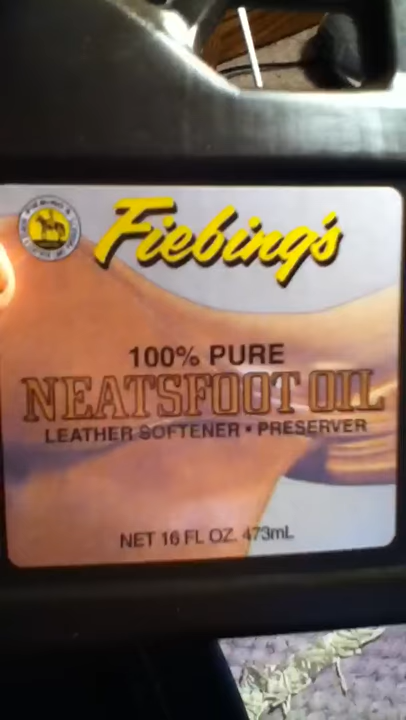 Fiebing's
100% PURE
NEATSFOOT OIL
LEATHER SOFTENER • PRESERVER
NET 16 FL OZ. 473mL